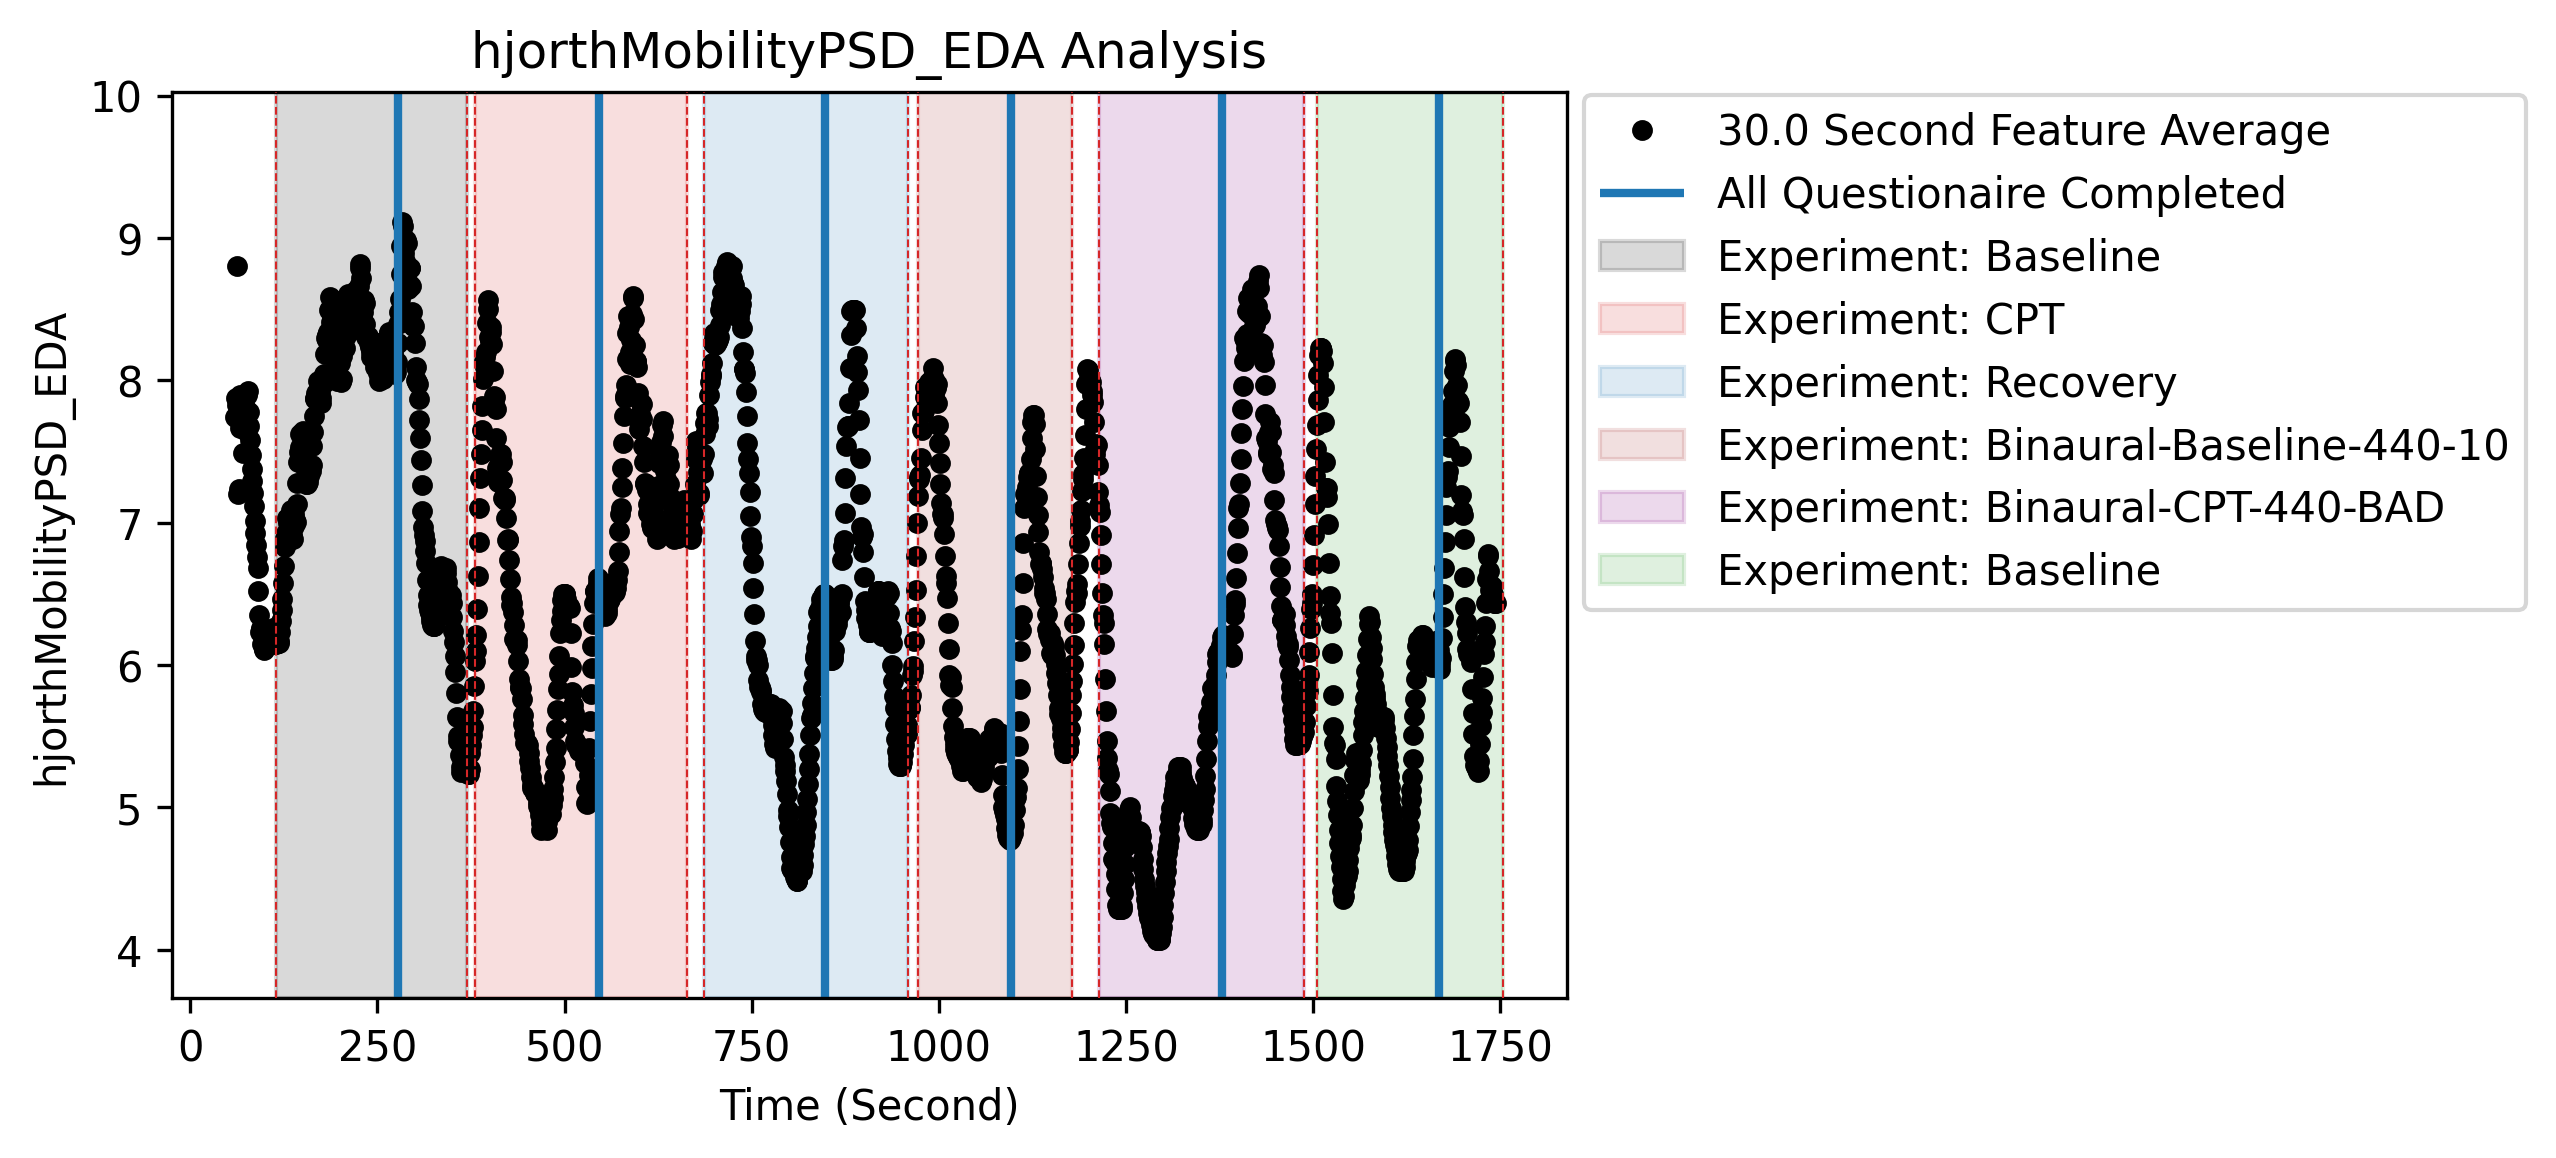 hjorthMobilityPSD_EDA Analysis
hjorthMobilityPSD_EDA
10
9
8
7
6
5
4
0 250 500 750 1000 1250 1500 1750
Time (Second)
30.0 Second Feature Average
All Questionaire Completed
Experiment: Baseline
Experiment: CPT
Experiment: Recovery
Experiment: Binaural-Baseline-440-10
Experiment: Binaural-CPT-440-BAD
Experiment: Baseline